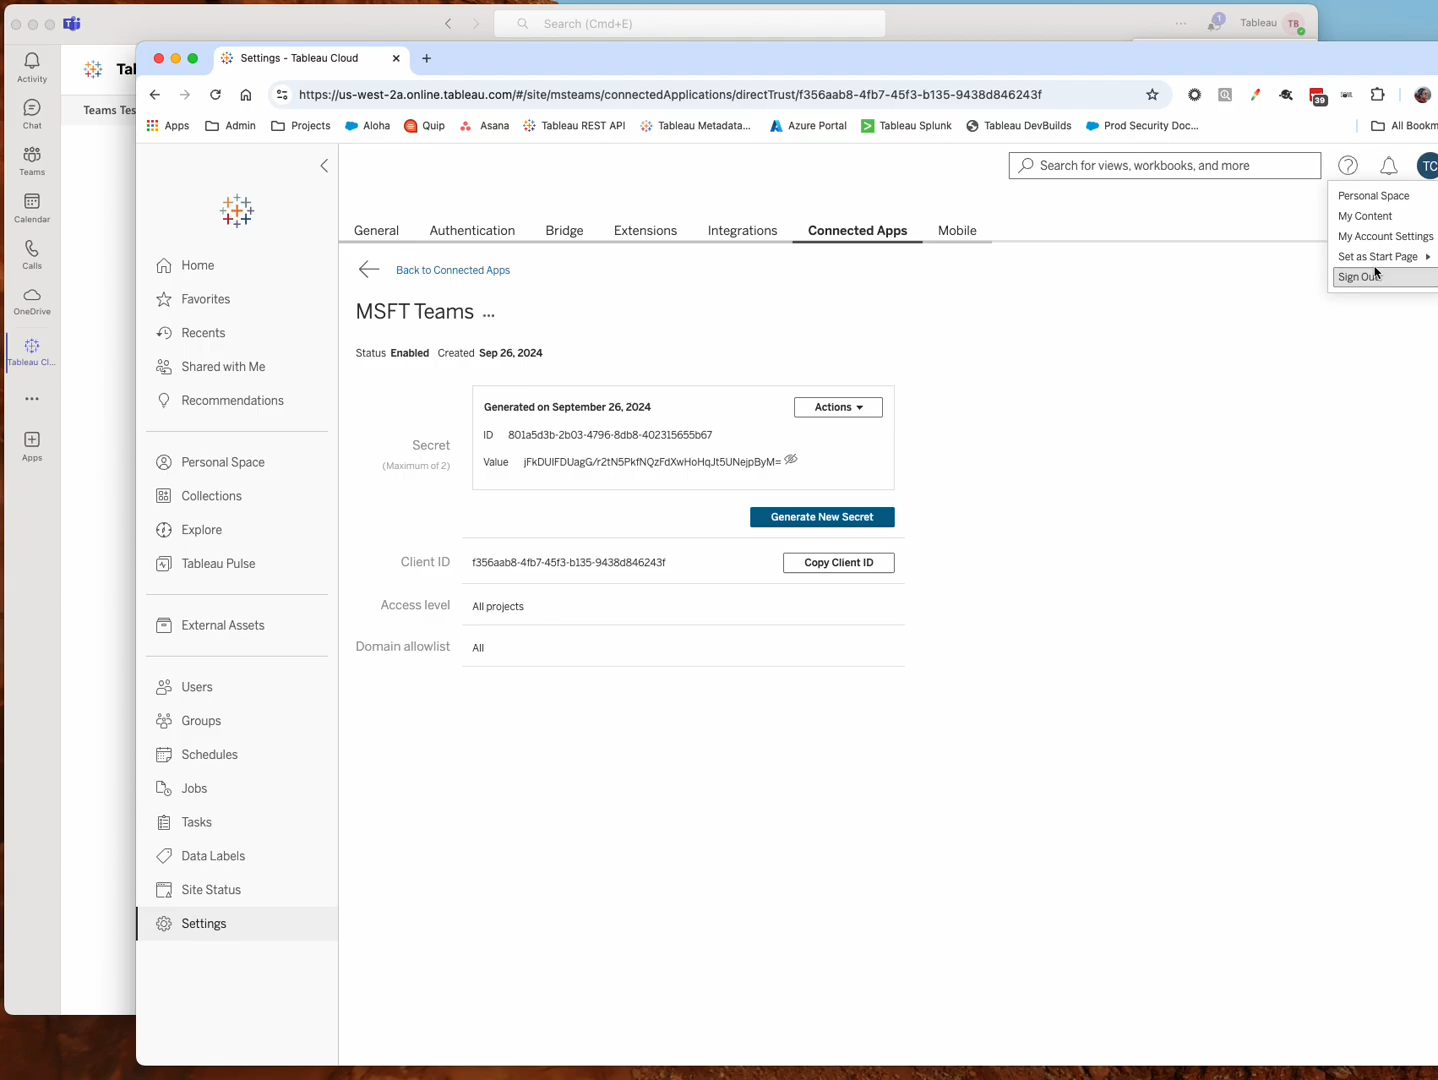 Search (Cmd+E)
1
Tableau
TB
Activity
Chat
Teams
Calendar
Calls
OneDrive
Tableau Cl...
Apps
Teams Tes
Settings - Tableau Cloud
https://us-west-2a.online.tableau.com/#/site/msteams/connectedApplications/directTrust/f356aab8-4fb7-45f3-b135-9438d846243f
39
Apps
Admin
Projects
Aloha
Quip
Asana
Tableau REST API
Tableau Metadata...
Azure Portal
Tableau Splunk
Tableau DevBuilds
Prod Security Doc...
All Bookm
Home
Favorites
Recents
Shared with Me
Recommendations
Personal Space
Collections
Explore
Tableau Pulse
External Assets
Users
Groups
Schedules
Jobs
Tasks
Data Labels
Site Status
Settings
Search for views, workbooks, and more
TC
Personal Space
My Content
My Account Settings
Set as Start Page
Sign Out
General
Authentication
Bridge
Extensions
Integrations
Connected Apps
Mobile
Back to Connected Apps
MSFT Teams ...
Status Enabled Created Sep 26, 2024
Secret
(Maximum of 2)
Generated on September 26, 2024
Actions
ID 801a5d3b-2b03-4796-8db8-402315655b67
Value jFkDUIFDUagG/r2tN5PkfNQzFdXwHoHqJt5UNejpByM=
Generate New Secret
Client ID
f356aab8-4fb7-45f3-b135-9438d846243f
Copy Client ID
Access level
All projects
Domain allowlist
All